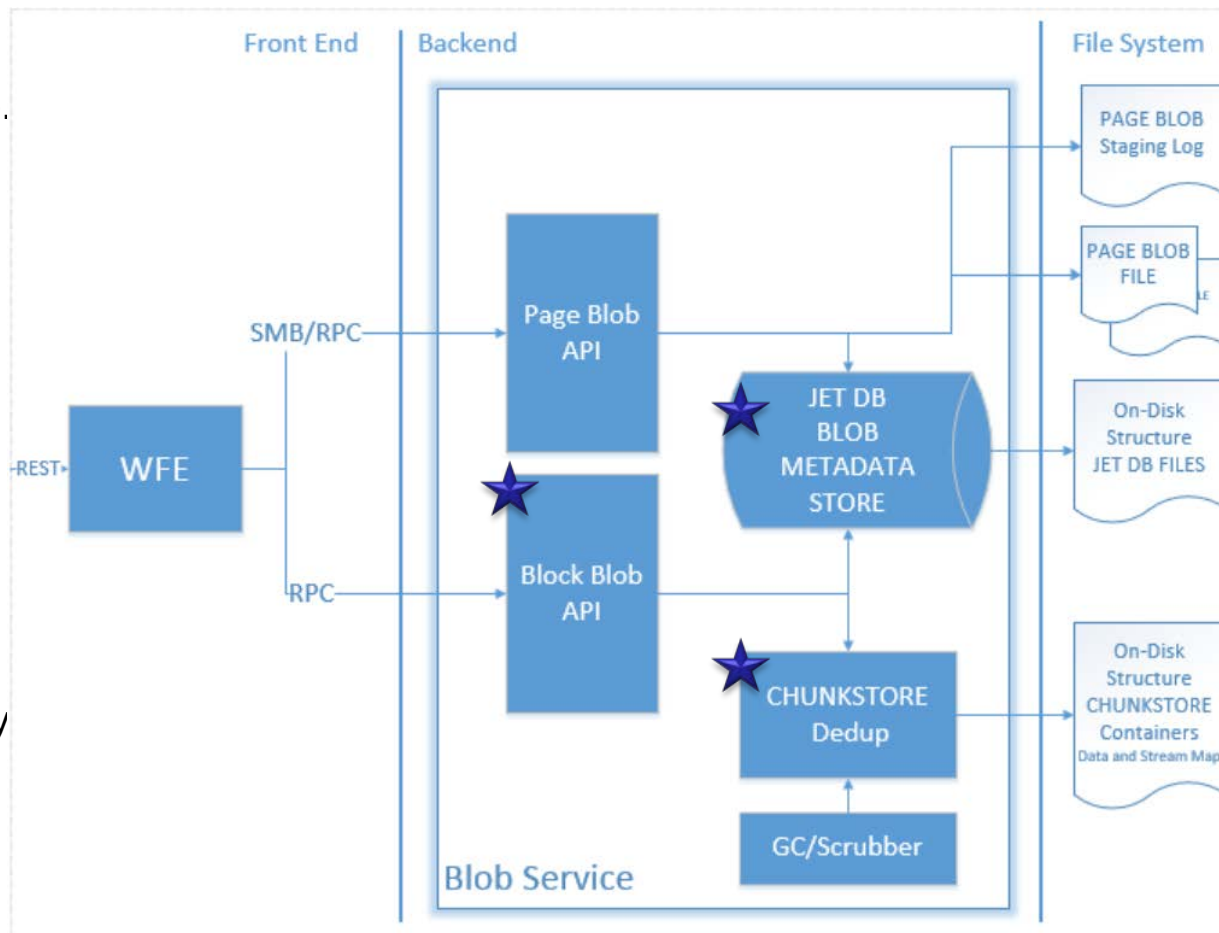 Front End
Backend
File System
PAGE BLOB
Staging Log
PAGE BLOB
FILE
Page Blob
API
SMB/RPC
JET DB
BLOB
METADATA
STORE
On-Disk
Structure
JET DB FILES
REST
WFE
Block Blob
API
RPC
On-Disk
Structure
CHUNKSTORE
Containers
Data and Stream Map
CHUNKSTORE
Dedup
GC/Scrubber
Blob Service